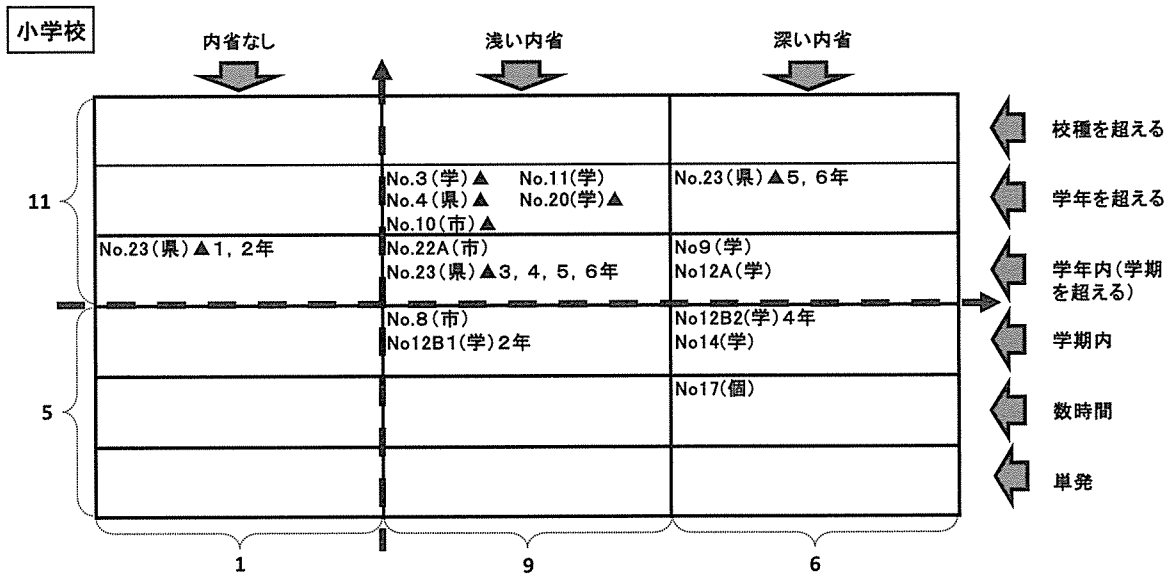 小学校
内省なし
浅い内省
深い内省
校種を超える
No.3(学)▲ No.11(学)
No.4(県)▲ No.20(学)▲
No.10(市)▲
No.23(県)▲5, 6年
学年を超える
11
No.23(県)▲1, 2年
No.22A(市)
No.23(県)▲3, 4, 5, 6年
No9(学)
No12A(学)
学年内(学期
を超える)
No.8(市)
No12B1(学)2年
No12B2(学)4年
No14(学)
学期内
5
No17(個)
数時間
単発
1
9
6